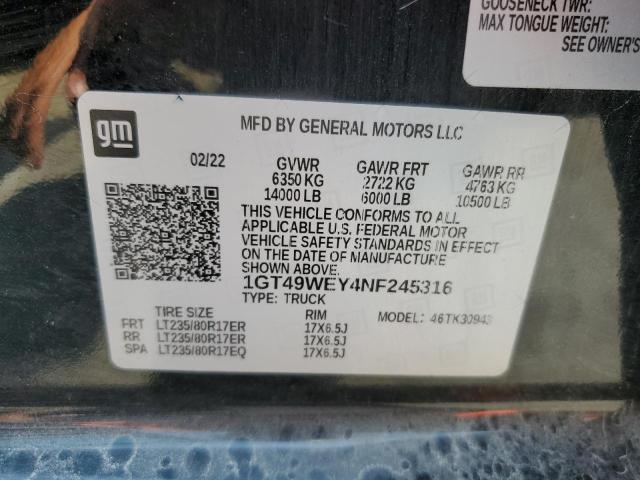 GOOSENECK TWR:
MAX TONGUE WEIGHT:
SEE OWNER'S
gm
MFD BY GENERAL MOTORS LLC
02/22 GVWR GAWR FRT GAWR RR
6350 KG 2722 KG 4763 KG
14000 LB 6000 LB 10500 LB
THIS VEHICLE CONFORMS TO ALL
APPLICABLE U.S. FEDERAL MOTOR
VEHICLE SAFETY STANDARDS IN EFFECT
ON THE DATE OF MANUFACTURE
SHOWN ABOVE.
1GT49WEY4NF245316
TYPE: TRUCK
TIRE SIZE RIM MODEL: 46TK30943
FRT LT235/80R17ER 17X6.5J
RR LT235/80R17ER 17X6.5J
SPA LT235/80R17EQ 17X6.5J